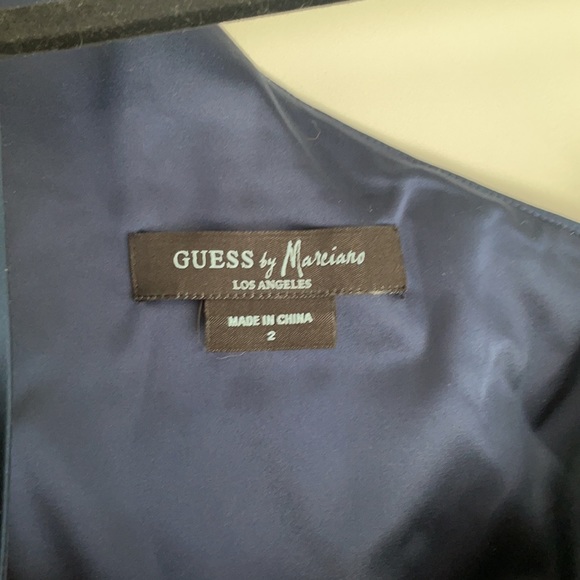 GUESS by Marciano
LOS ANGELES
MADE IN CHINA
2